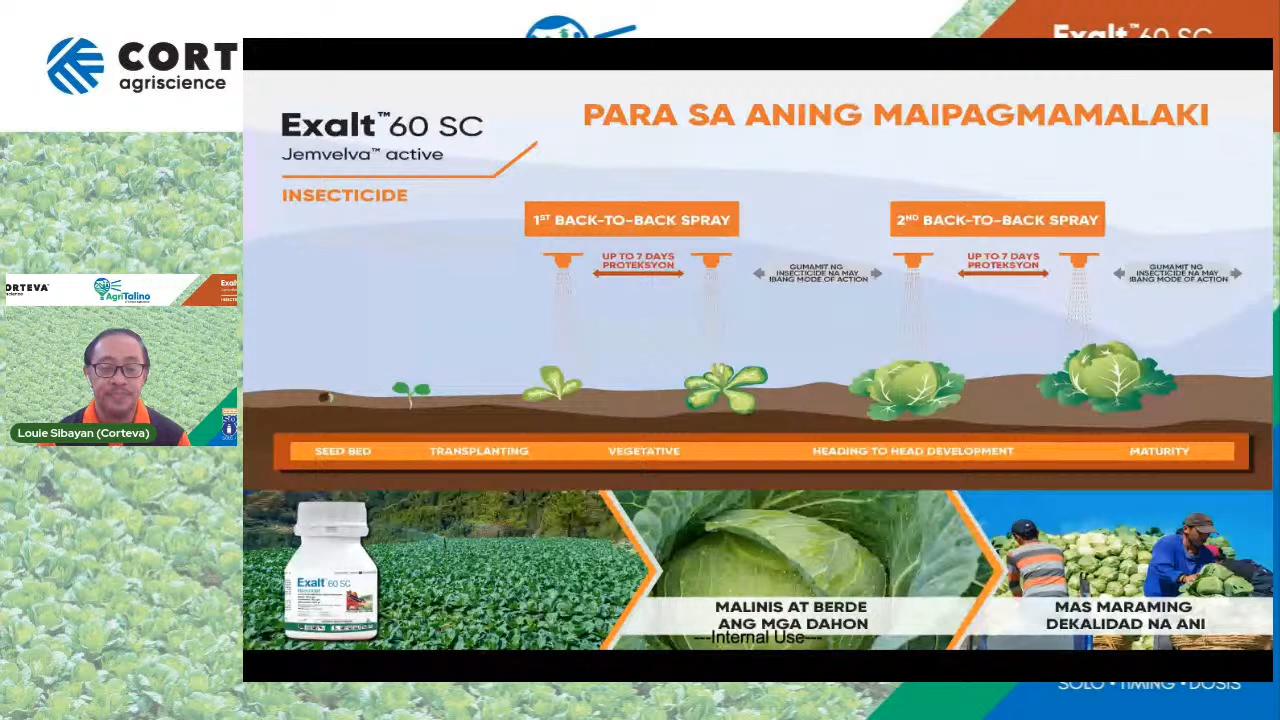 CORT
agriscience
Exalt™60 SC
Exalt™60 SC
Jemvelva™ active
INSECTICIDE
PARA SA ANING MAIPAGMAMALAKI
1ST BACK-TO-BACK SPRAY
2ND BACK-TO-BACK SPRAY
UP TO 7 DAYS
PROTEKSYON
GUMAMIT NG
INSECTICIDE NA MAY
IBANG MODE OF ACTION
UP TO 7 DAYS
PROTEKSYON
GUMAMIT NG
INSECTICIDE NA MAY
IBANG MODE OF ACTION
ORTEVA
science
AgriTalino
Exalt
Louie Sibayan (Corteva)
SEED BED
TRANSPLANTING
VEGETATIVE
HEADING TO HEAD DEVELOPMENT
MATURITY
Exalt 60 SC
MALINIS AT BERDE
ANG MGA DAHON
MAS MARAMING
DEKALIDAD NA ANI
---Internal Use---
SOLO • TIMING • DOSIS